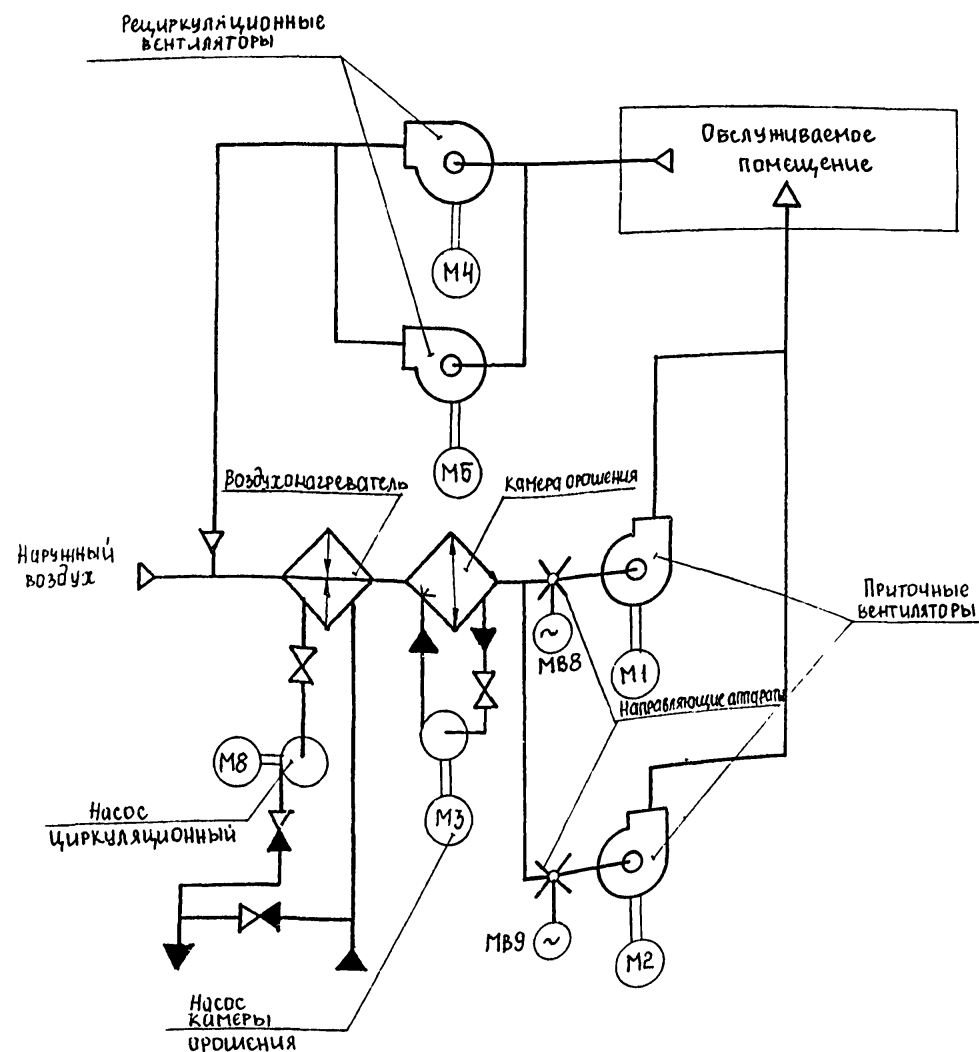 Рециркуляционные
вентиляторы
Обслуживаемое
помещение
М4
М5
Воздухонагреватель
камера орошения
Наружный
воздух
Приточные
вентиляторы
~
МВ8
М1
Направляющие аппараты
М8
Насос
циркуляционный
М3
МВ9
~
М2
Насос
камеры
орошения